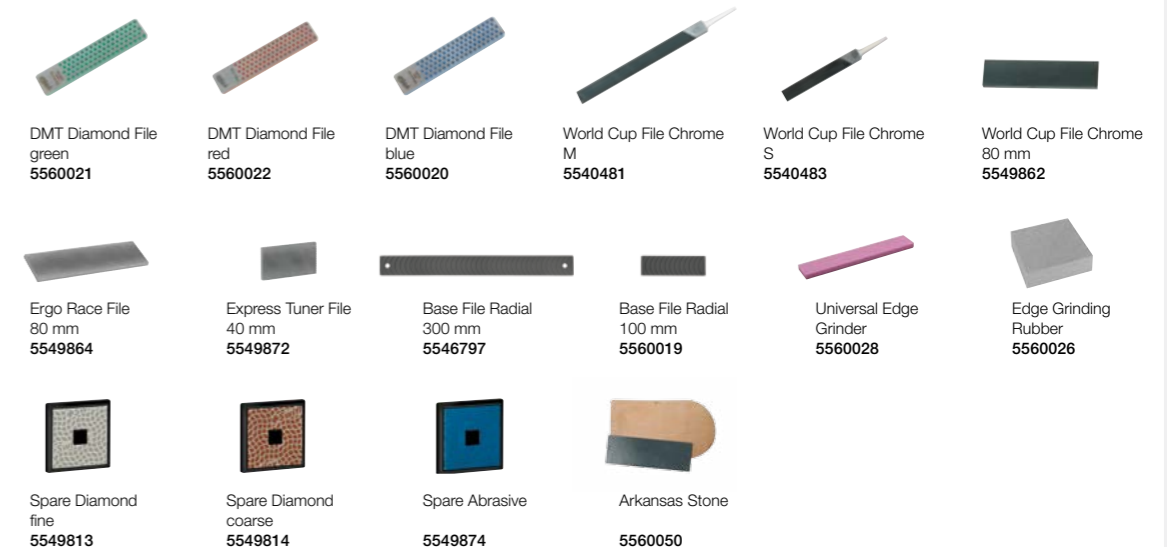 DMT Diamond File
green
5560021
DMT Diamond File
red
5560022
DMT Diamond File
blue
5560020
World Cup File Chrome
M
5540481
World Cup File Chrome
S
5540483
World Cup File Chrome
80 mm
5549862
Ergo Race File
80 mm
5549864
Express Tuner File
40 mm
5549872
Base File Radial
300 mm
5546797
Base File Radial
100 mm
5560019
Universal Edge
Grinder
5560028
Edge Grinding
Rubber
5560026
Spare Diamond
fine
5549813
Spare Diamond
coarse
5549814
Spare Abrasive
5549874
Arkansas Stone
5560050